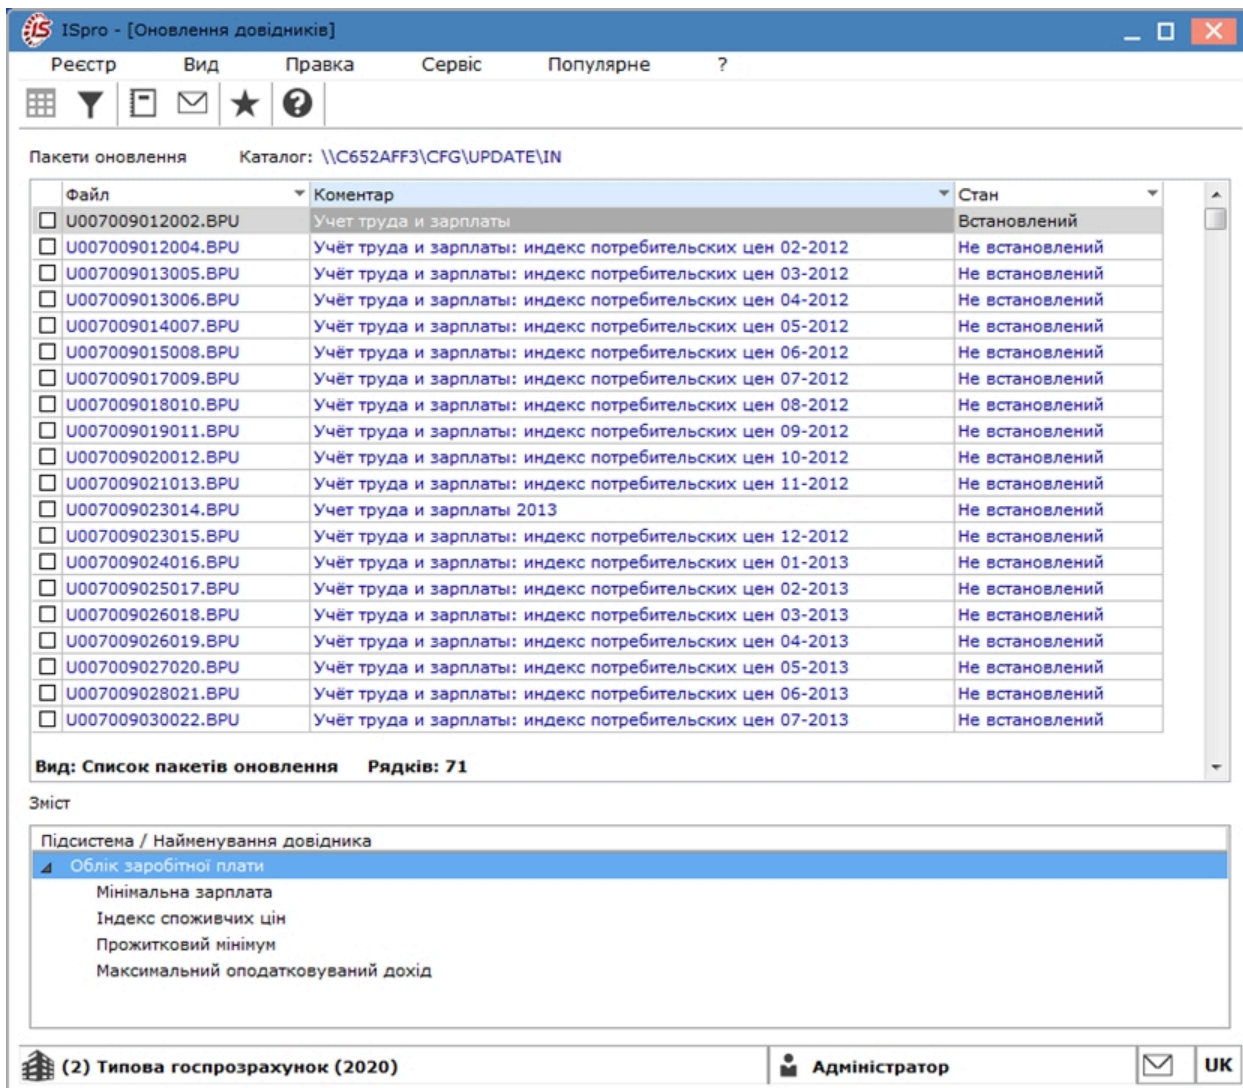 ISpro - [Оновлення довідників]
Реєстр Вид Правка Сервіс Популярне ?
Пакети оновлення Каталог: \\C652AFF3\CFG\UPDATE\IN
Файл Коментар Стан
U007009012002.BPU Учет труда и зарплаты Встановлений
U007009012004.BPU Учёт труда и зарплаты: индекс потребительских цен 02-2012 Не встановлений
U007009013005.BPU Учёт труда и зарплаты: индекс потребительских цен 03-2012 Не встановлений
U007009013006.BPU Учёт труда и зарплаты: индекс потребительских цен 04-2012 Не встановлений
U007009014007.BPU Учёт труда и зарплаты: индекс потребительских цен 05-2012 Не встановлений
U007009015008.BPU Учёт труда и зарплаты: индекс потребительских цен 06-2012 Не встановлений
U007009017009.BPU Учёт труда и зарплаты: индекс потребительских цен 07-2012 Не встановлений
U007009018010.BPU Учёт труда и зарплаты: индекс потребительских цен 08-2012 Не встановлений
U007009019011.BPU Учёт труда и зарплаты: индекс потребительских цен 09-2012 Не встановлений
U007009020012.BPU Учёт труда и зарплаты: индекс потребительских цен 10-2012 Не встановлений
U007009021013.BPU Учёт труда и зарплаты: индекс потребительских цен 11-2012 Не встановлений
U007009023014.BPU Учет труда и зарплаты 2013 Не встановлений
U007009023015.BPU Учёт труда и зарплаты: индекс потребительских цен 12-2012 Не встановлений
U007009024016.BPU Учёт труда и зарплаты: индекс потребительских цен 01-2013 Не встановлений
U007009025017.BPU Учёт труда и зарплаты: индекс потребительских цен 02-2013 Не встановлений
U007009026018.BPU Учёт труда и зарплаты: индекс потребительских цен 03-2013 Не встановлений
U007009026019.BPU Учёт труда и зарплаты: индекс потребительских цен 04-2013 Не встановлений
U007009027020.BPU Учёт труда и зарплаты: индекс потребительских цен 05-2013 Не встановлений
U007009028021.BPU Учёт труда и зарплаты: индекс потребительских цен 06-2013 Не встановлений
U007009030022.BPU Учёт труда и зарплаты: индекс потребительских цен 07-2013 Не встановлений
Вид: Список пакетів оновлення Рядків: 71
Зміст
Підсистема / Найменування довідника
Облік заробітної плати
Мінімальна зарплата
Індекс споживчих цін
Прожитковий мінімум
Максимальний оподатковуваний дохід
(2) Типова госпрозрахунок (2020) Адміністратор UK